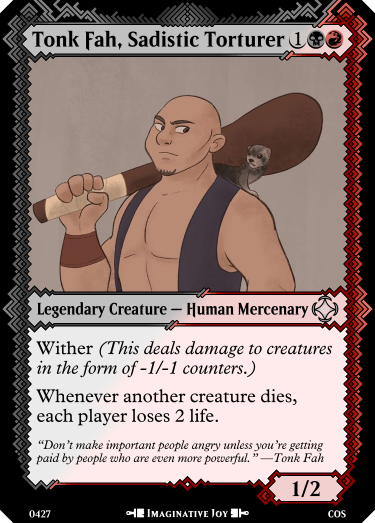 Tonk Fah, Sadistic Torturer 1
Legendary Creature — Human Mercenary
Wither (This deals damage to creatures
in the form of -1/-1 counters.)
Whenever another creature dies,
each player loses 2 life.
“Don’t make important people angry unless you’re getting
paid by people who are even more powerful.” —Tonk Fah
1/2
0427 Imaginative Joy COS